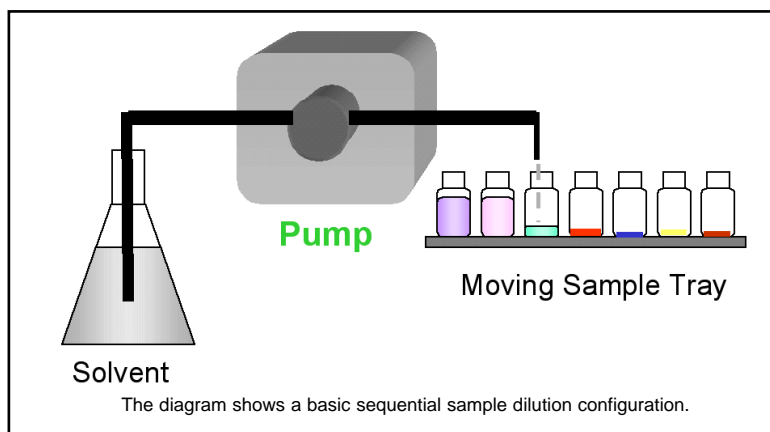 Pump
Moving Sample Tray
Solvent
The diagram shows a basic sequential sample dilution configuration.